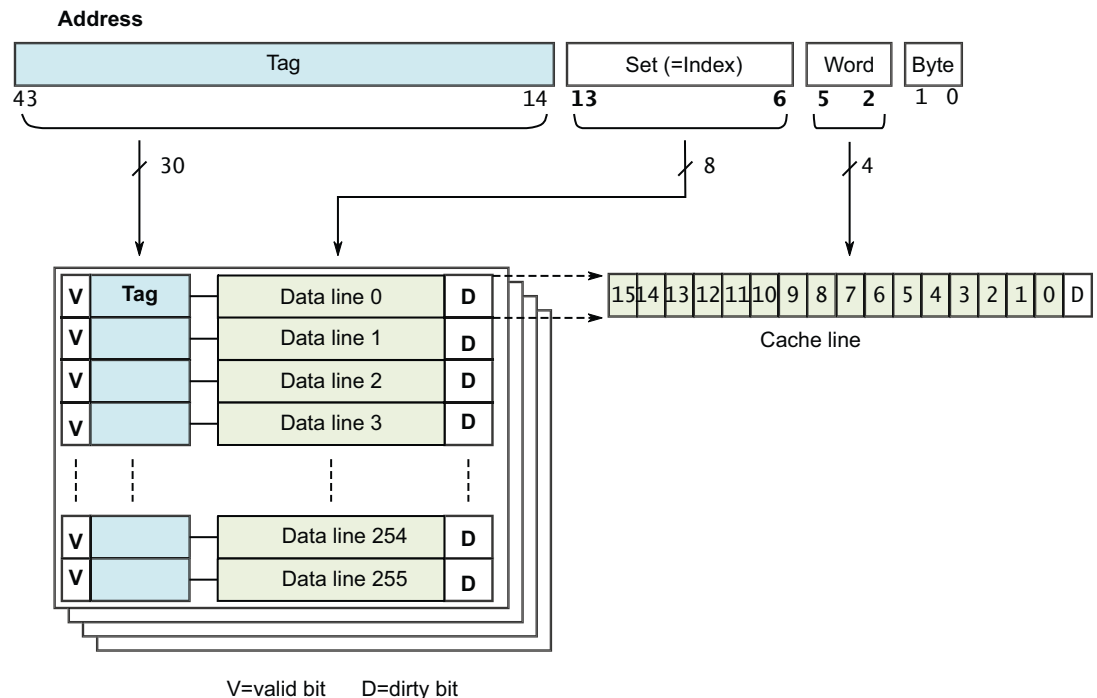 Address
Tag Set (=Index) Word Byte
43 14 13 6 5 2 1 0
30 8 4
V Tag Data line 0 D 15 14 13 12 11 10 9 8 7 6 5 4 3 2 1 0 D
V Data line 1 D Cache line
V Data line 2 D
V Data line 3 D
V Data line 254 D
V Data line 255 D
V=valid bit D=dirty bit